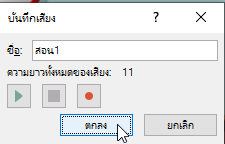 บันทึกเสียง ? ×
ชื่อ: สอน1
ความยาวทั้งหมดของเสียง: 11
ตกลง ยกเลิก